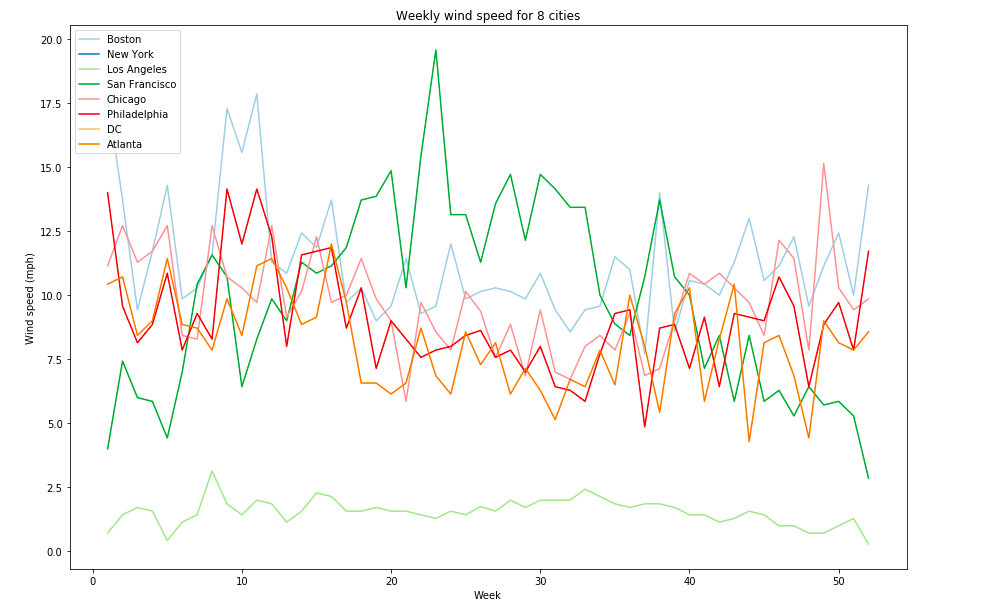 Weekly wind speed for 8 cities
20.0
17.5
15.0
12.5
10.0
7.5
5.0
2.5
0.0
Wind speed (mph)
Boston
New York
Los Angeles
San Francisco
Chicago
Philadelphia
DC
Atlanta
0 10 20 30 40 50
Week